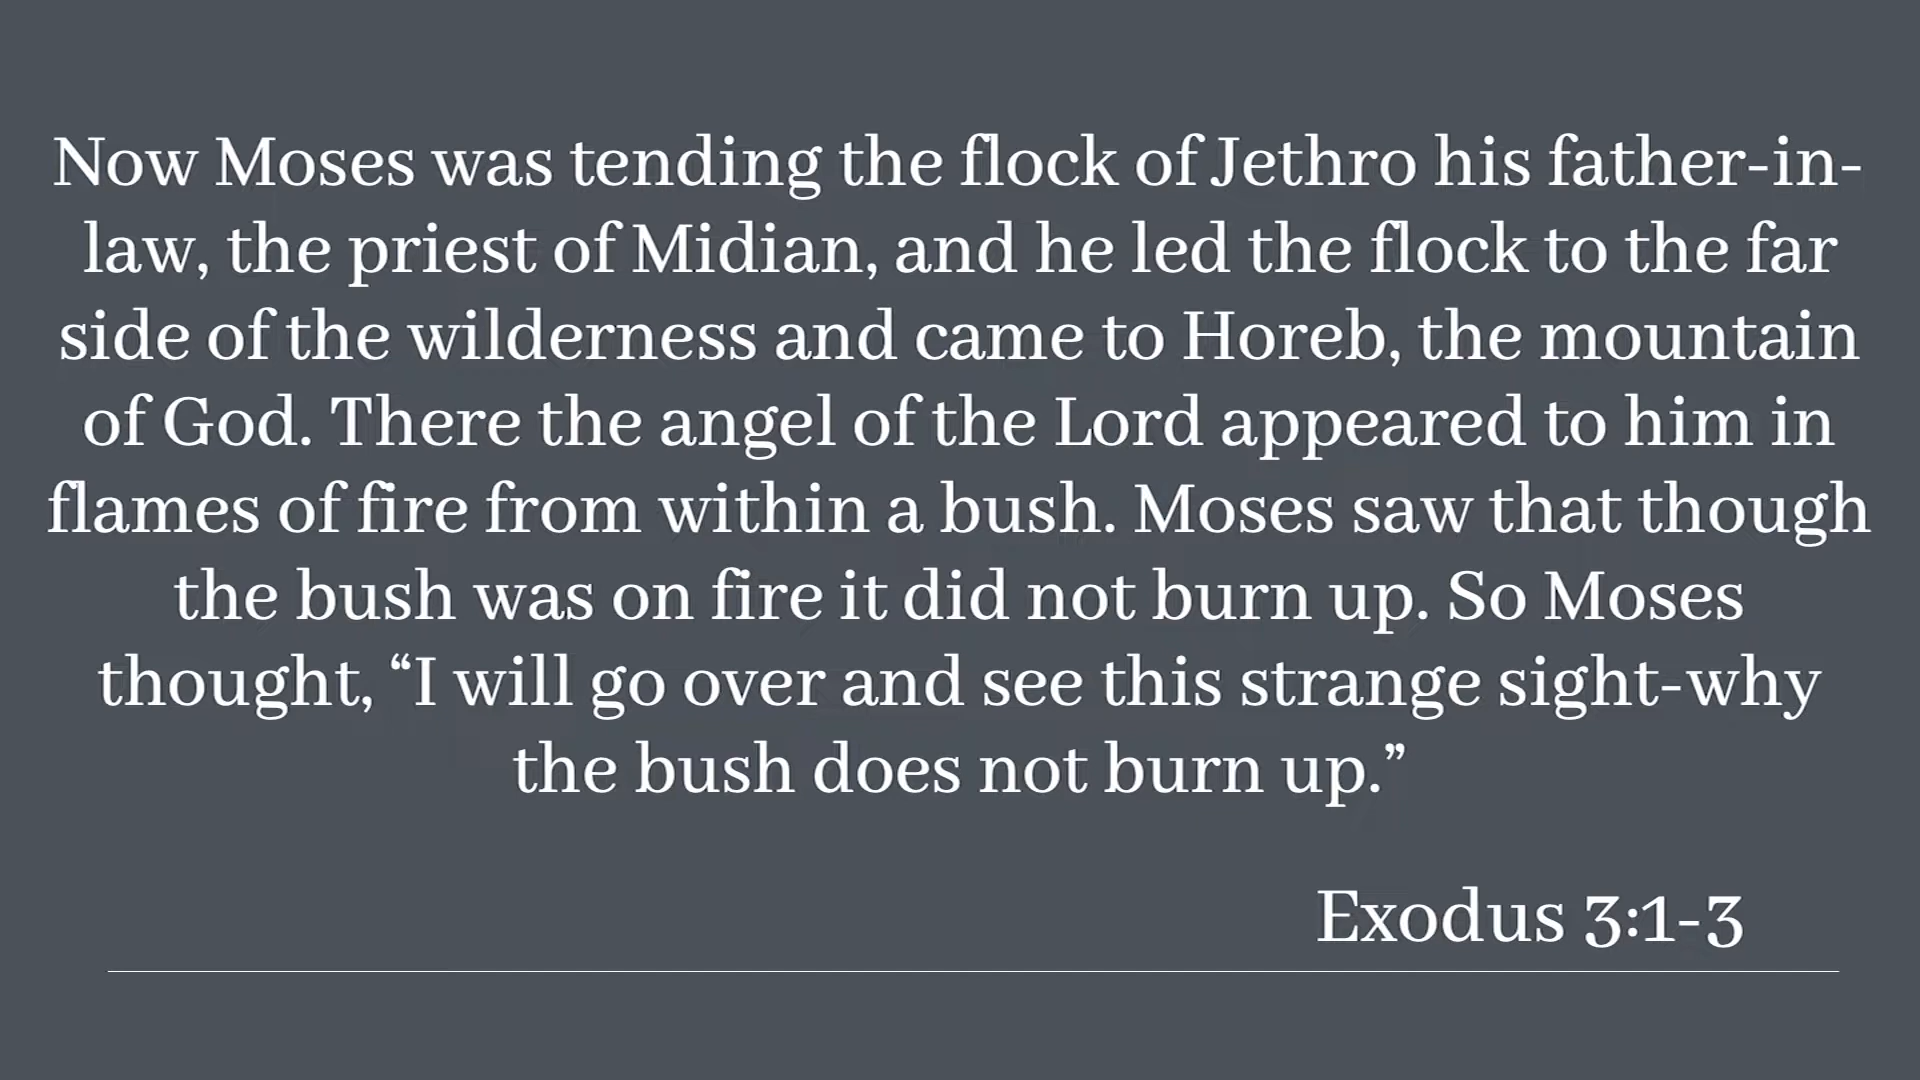 Now Moses was tending the flock of Jethro his father-in-
law, the priest of Midian, and he led the flock to the far
side of the wilderness and came to Horeb, the mountain
of God. There the angel of the Lord appeared to him in
flames of fire from within a bush. Moses saw that though
the bush was on fire it did not burn up. So Moses
thought, “I will go over and see this strange sight-why
the bush does not burn up.”
Exodus 3:1-3